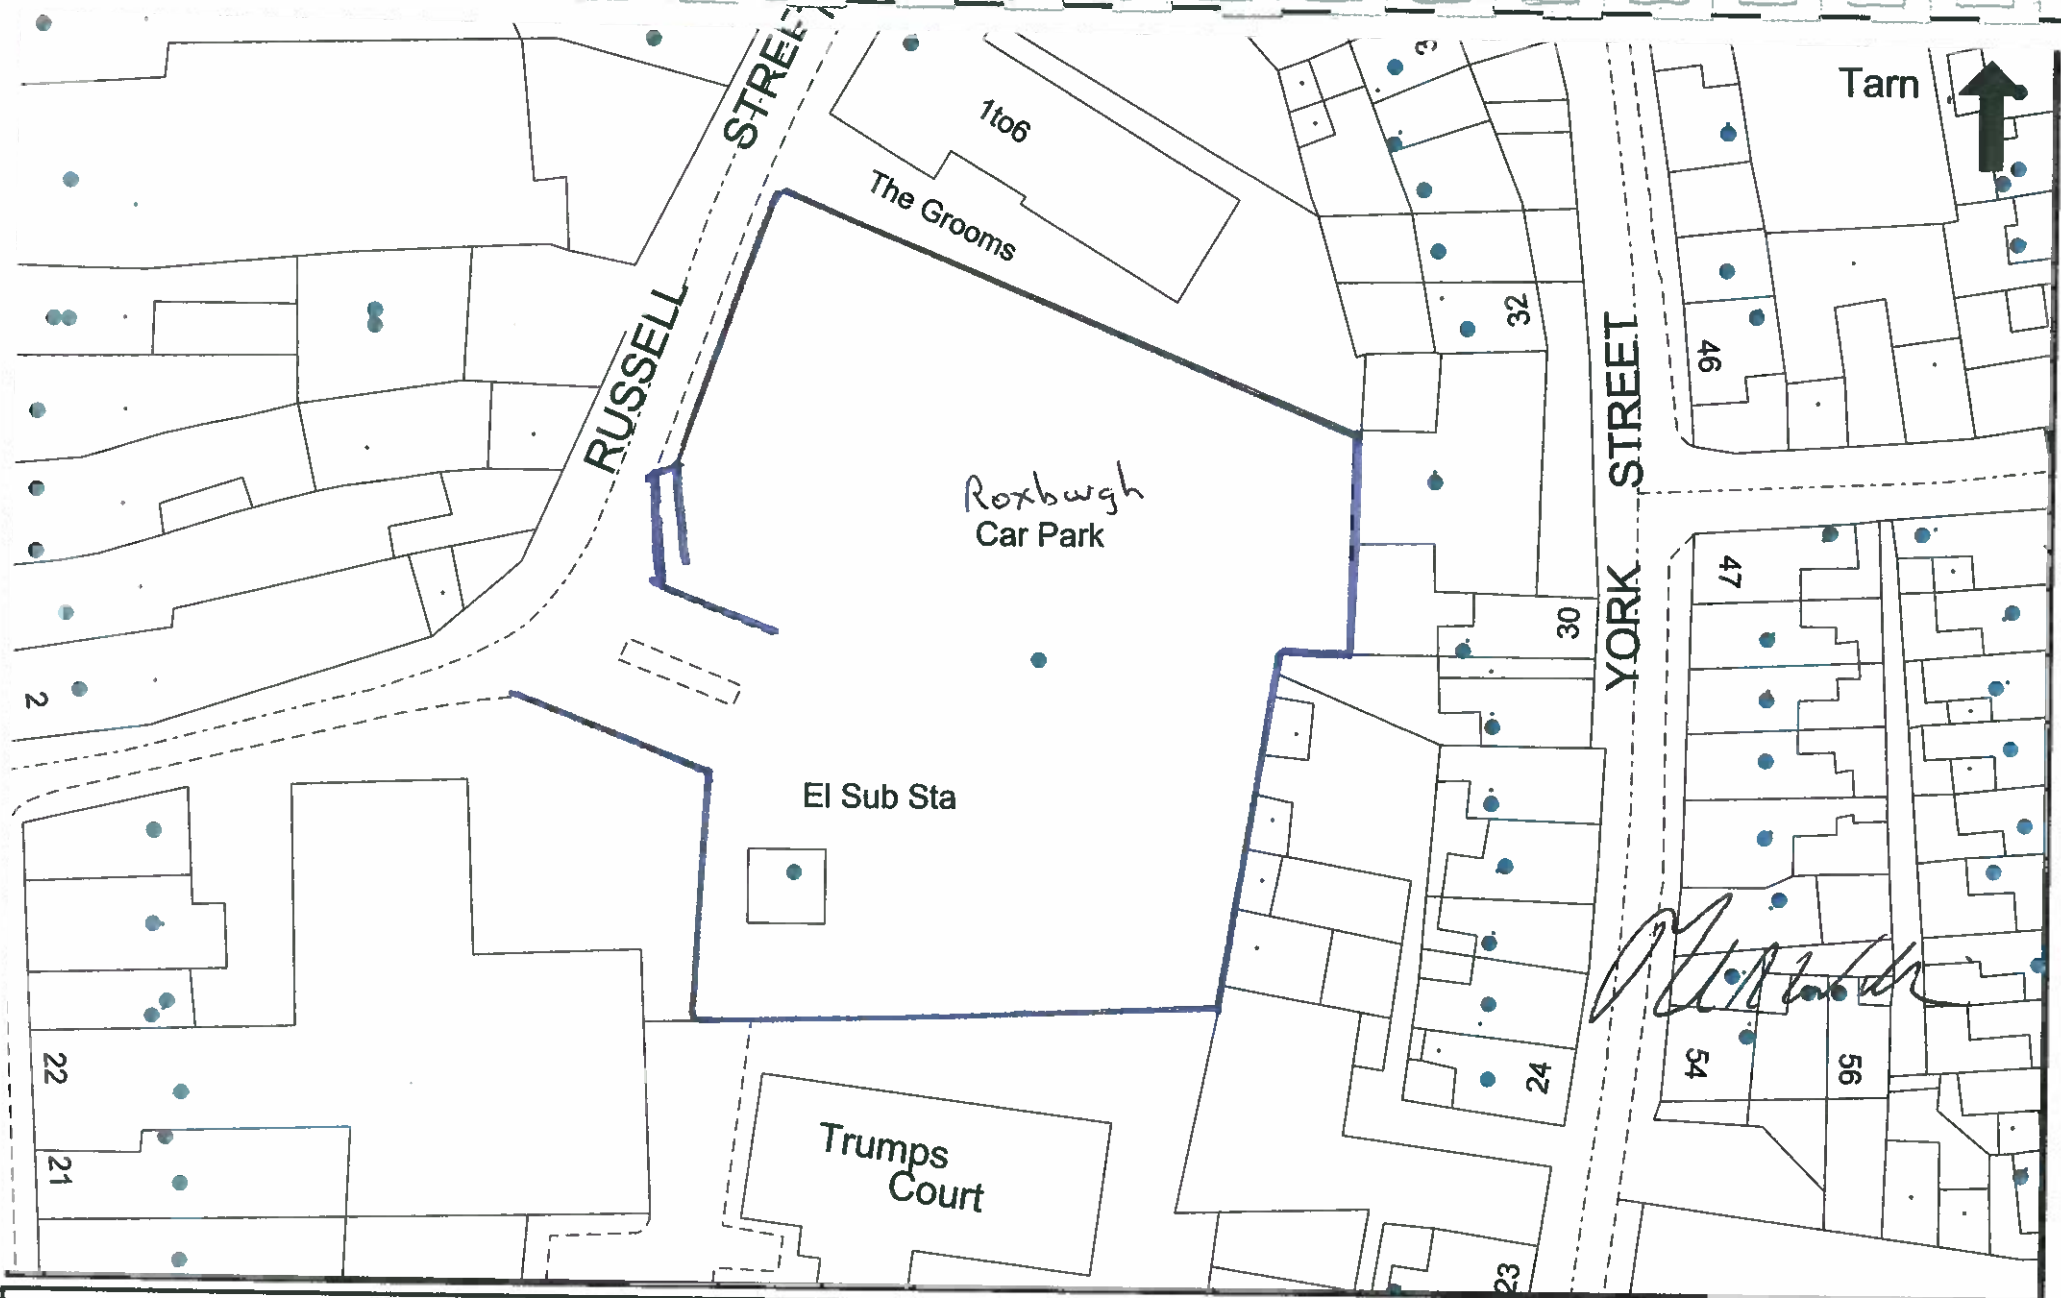 STREET
Tarn
1to6
The Grooms
32
46
RUSSELL
STREET
Roxburgh
Car Park
47
30
YORK
2
El Sub Sta
22
54
56
24
21
Trumps
Court
23